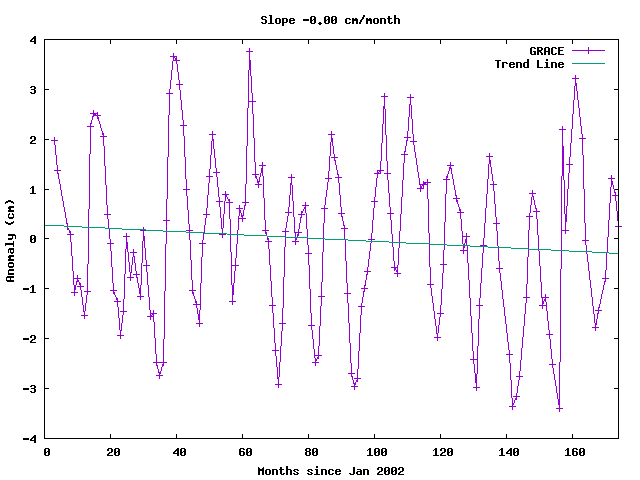 Slope -0.00 cm/month
GRACE
Trend Line
4
3
2
1
0
-1
-2
-3
-4
Anomaly (cm)
0 20 40 60 80 100 120 140 160
Months since Jan 2002